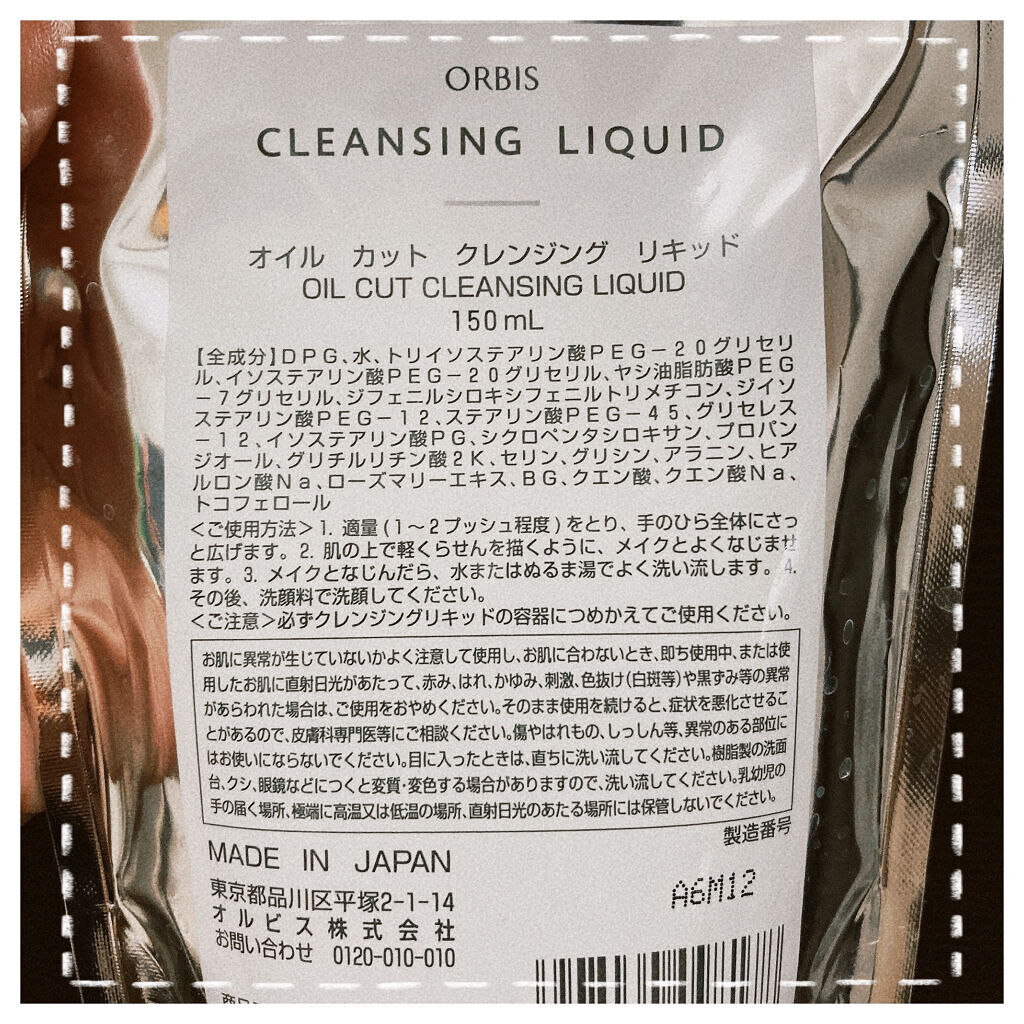 ORBIS
CLEANSING LIQUID
オイル カット クレンジング リキッド
OIL CUT CLEANSING LIQUID
150mL
【全成分】DPG、水、トリイソステアリン酸PEG－20グリセリ
ル、イソステアリン酸PEG－20グリセリル、ヤシ油脂肪酸PEG
－7グリセリル、ジフェニルシロキシフェニルトリメチコン、ジイソ
ステアリン酸PEG－12、ステアリン酸PEG－45、グリセレス
－12、イソステアリン酸PG、シクロペンタシロキサン、プロパン
ジオール、グリチルリチン酸2K、セリン、グリシン、アラニン、ヒア
ルロン酸Na、ローズマリーエキス、BG、クエン酸、クエン酸Na、
トコフェロール
＜ご使用方法＞1. 適量(1～2プッシュ程度)をとり、手のひら全体にさっ
と広げます。2. 肌の上で軽くらせんを描くように、メイクとよくなじませ
ます。3. メイクとなじんだら、水またはぬるま湯でよく洗い流します。4.
その後、洗顔料で洗顔してください。
＜ご注意＞必ずクレンジングリキッドの容器につめかえてご使用ください。
お肌に異常が生じていないかよく注意して使用し、お肌に合わないとき、即ち使用中、または使
用したお肌に直射日光があたって、赤み、はれ、かゆみ、刺激、色抜け(白斑等)や黒ずみ等の異常
があらわれた場合は、ご使用をおやめください。そのまま使用を続けると、症状を悪化させるこ
とがあるので、皮膚科専門医等にご相談ください。傷やはれもの、しっしん等、異常のある部位に
はお使いにならないでください。目に入ったときは、直ちに洗い流してください。樹脂製の洗面
台、クシ、眼鏡などにつくと変質・変色する場合がありますので、洗い流してください。乳幼児の
手の届く場所、極端に高温又は低温の場所、直射日光のあたる場所には保管しないでください。
製造番号
MADE IN JAPAN
A6M12
東京都品川区平塚2-1-14
オルビス株式会社
お問い合わせ 0120-010-010